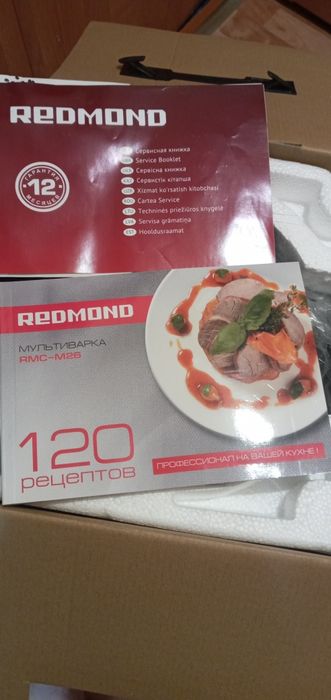 REDMOND
ГАРАНТИЯ
12
МЕСЯЦЕВ
Сервисная книжка
Service Booklet
Сервісна книжка
Сервистік кітапша
Xizmat ko'rsatish kitobchasi
Cartea Service
Techninės priežiūros knygelė
Servisa grāmatiņa
Hooldusraamat
REDMOND
МУЛЬТИВАРКА
RMC-M26
120
рецептов
ПРОФЕССИОНАЛ НА ВАШЕЙ КУХНЕ!